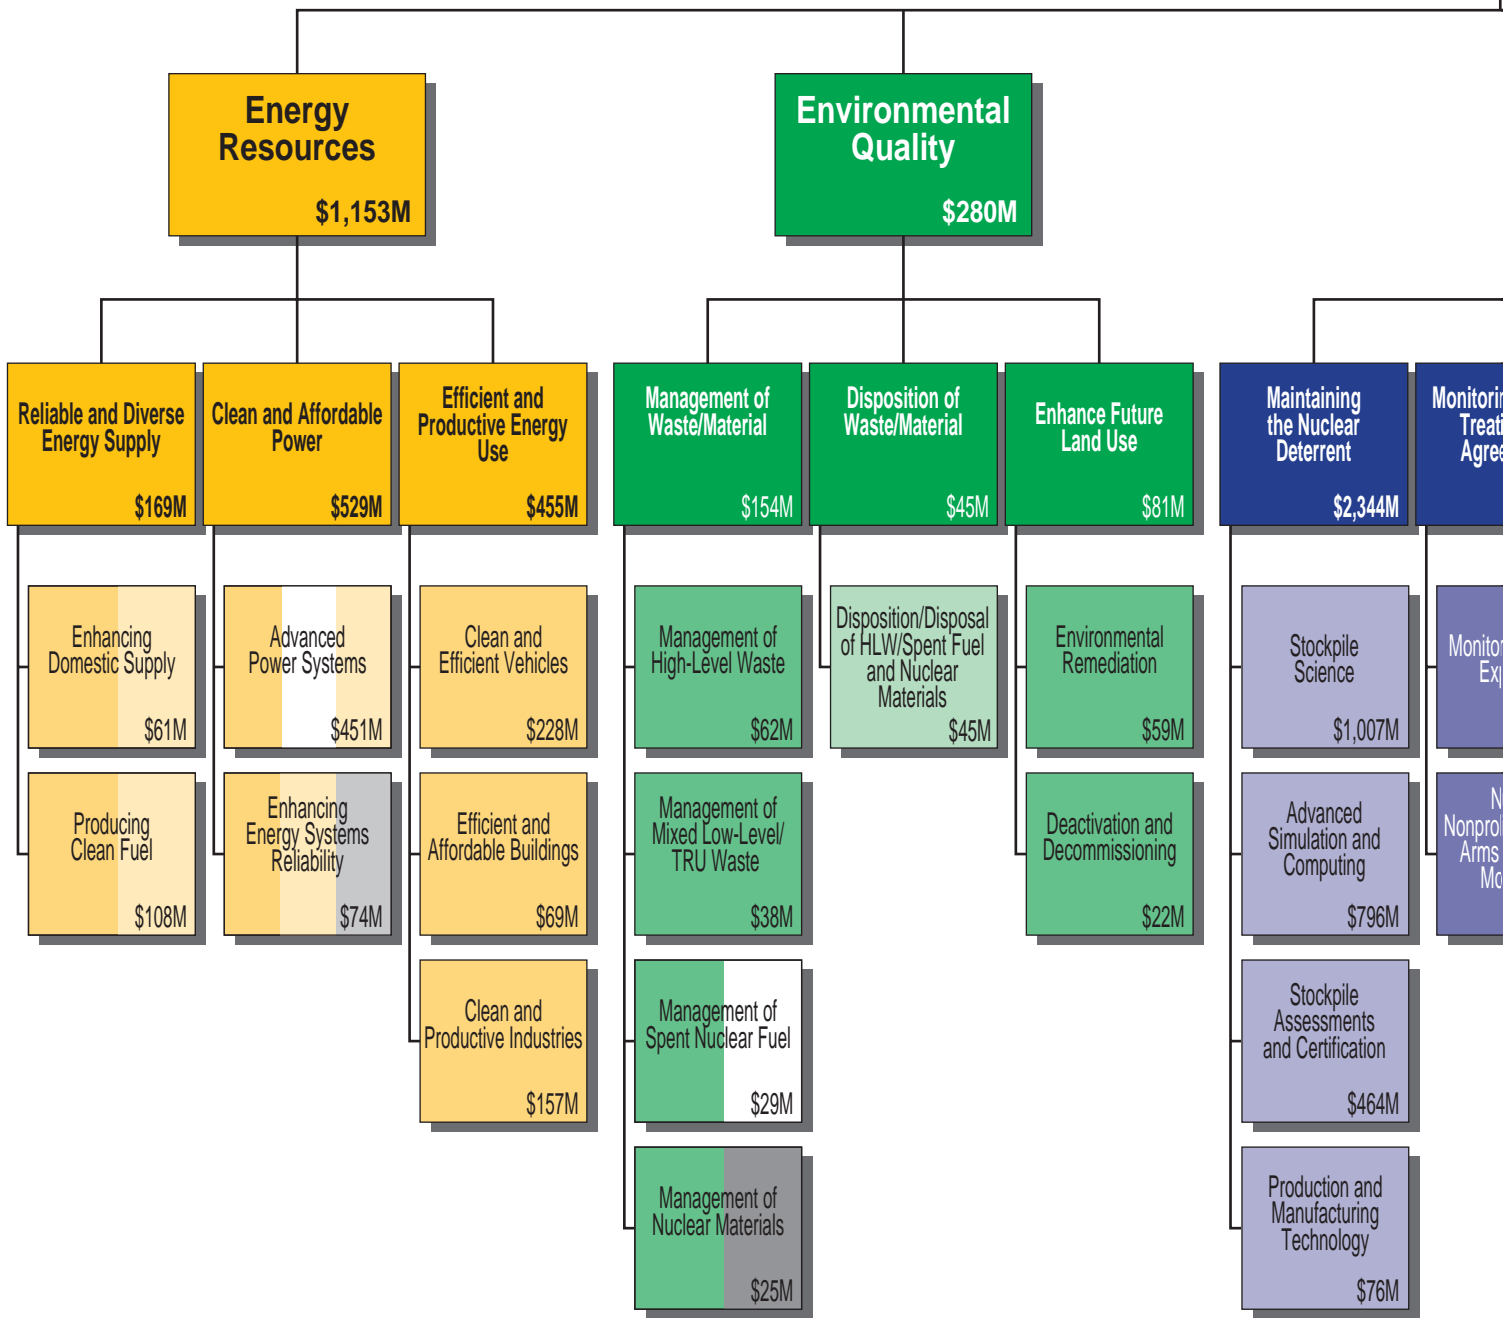 Energy
Resources
$1,153M
Environmental
Quality
$280M
Reliable and Diverse
Energy Supply
$169M
Clean and Affordable
Power
$529M
Efficient and
Productive Energy
Use
$455M
Management of
Waste/Material
$154M
Disposition of
Waste/Material
$45M
Enhance Future
Land Use
$81M
Maintaining
the Nuclear
Deterrent
$2,344M
Enhancing
Domestic Supply
$61M
Producing
Clean Fuel
$108M
Advanced
Power Systems
$451M
Enhancing
Energy Systems
Reliability
$74M
Clean and
Efficient Vehicles
$228M
Efficient and
Affordable Buildings
$69M
Clean and
Productive Industries
$157M
Management of
High-Level Waste
$62M
Management of
Mixed Low-Level/
TRU Waste
$38M
Management of
Spent Nuclear Fuel
$29M
Management of
Nuclear Materials
$25M
Disposition/Disposal
of HLW/Spent Fuel
and Nuclear
Materials
$45M
Environmental
Remediation
$59M
Deactivation and
Decommissioning
$22M
Stockpile
Science
$1,007M
Advanced
Simulation and
Computing
$796M
Stockpile
Assessments
and Certification
$464M
Production and
Manufacturing
Technology
$76M
Arms